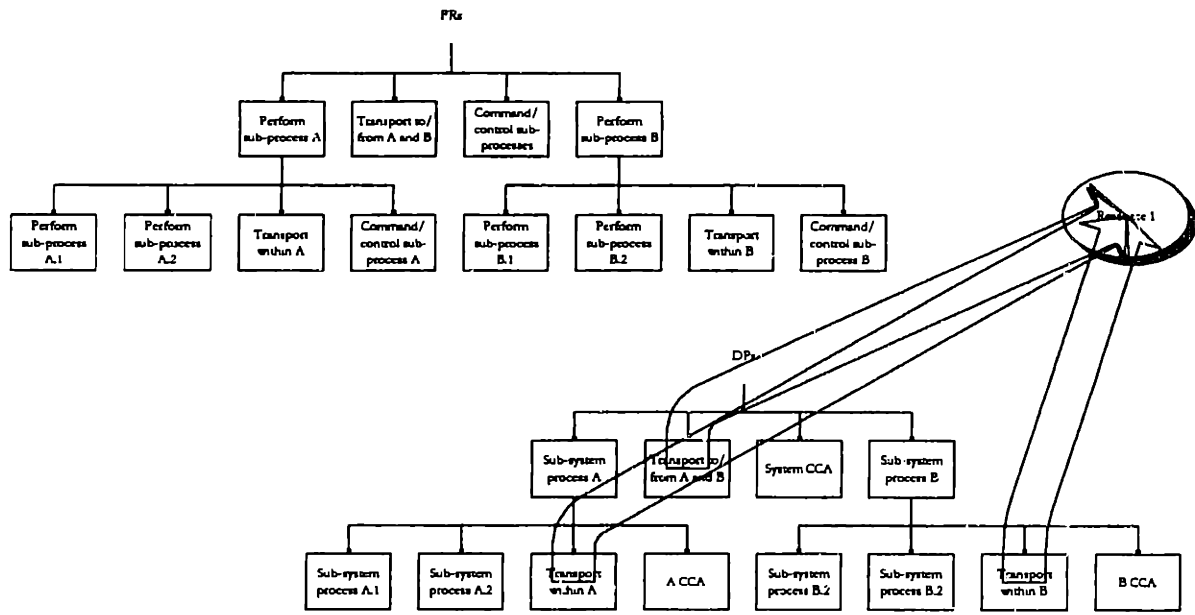 FRs
Perform
sub-process A
Transport to/
from A and B
Command/
control sub-
processes
Perform
sub-process B
Perform
sub-process
A.1
Perform
sub-process
A.2
Transport
within A
Command/
control sub-
process A
Perform
sub-process
B.1
Perform
sub-process
B.2
Transport
within B
Command/
control sub-
process B
Resource 1
DPs
Sub-system
process A
Transport to/
from A and B
System CCA
Sub-system
process B
Sub-system
process A.1
Sub-system
process A.2
Transport
within A
A CCA
Sub-system
process B.2
Sub-system
process B.2
Transport
within B
B CCA